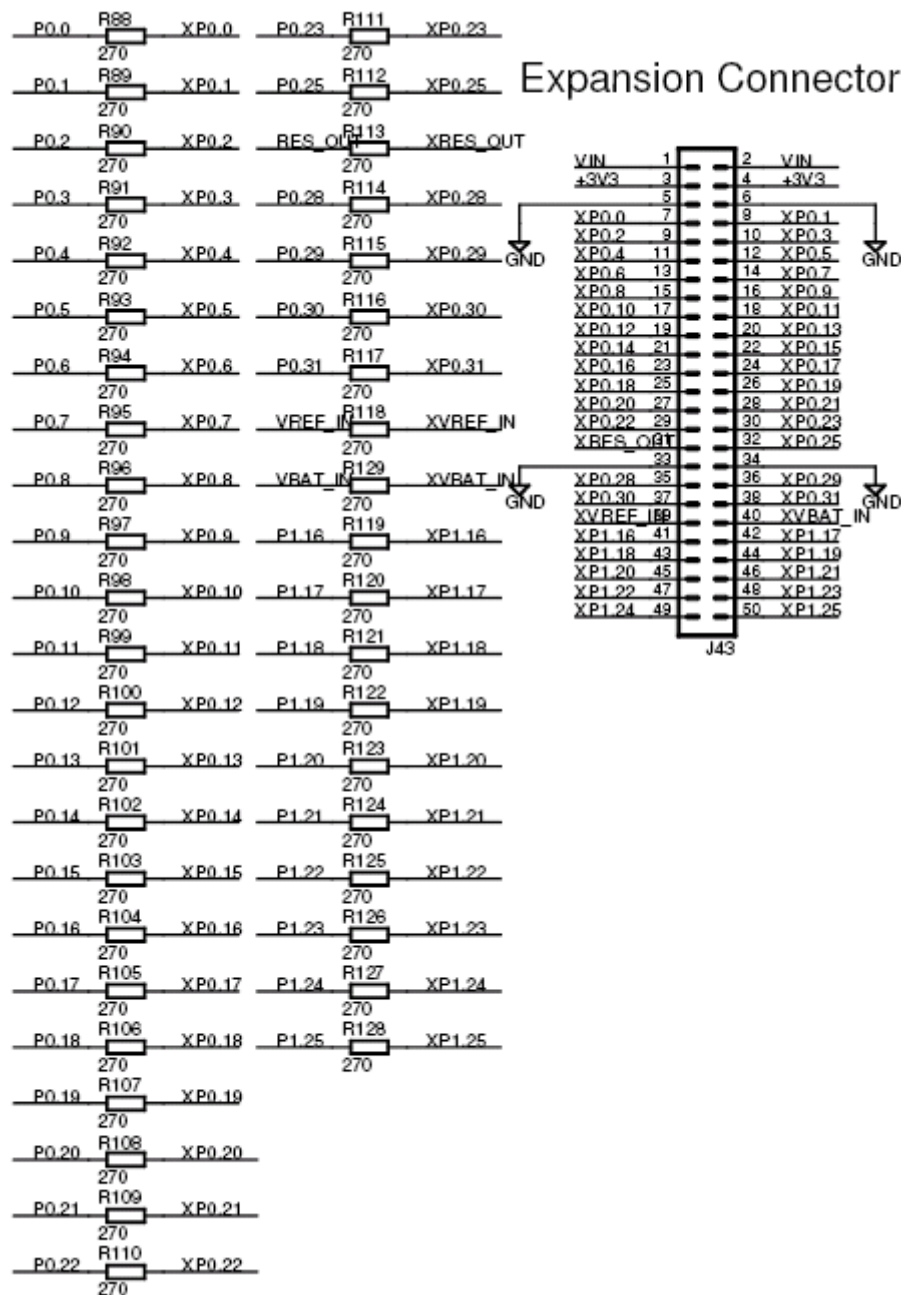 R88
P0.0 XP0.0
270
R89
P0.1 XP0.1
270
R90
P0.2 XP0.2
270
R91
P0.3 XP0.3
270
R92
P0.4 XP0.4
270
R93
P0.5 XP0.5
270
R94
P0.6 XP0.6
270
R95
P0.7 XP0.7
270
R96
P0.8 XP0.8
270
R97
P0.9 XP0.9
270
R98
P0.10 XP0.10
270
R99
P0.11 XP0.11
270
R100
P0.12 XP0.12
270
R101
P0.13 XP0.13
270
R102
P0.14 XP0.14
270
R103
P0.15 XP0.15
270
R104
P0.16 XP0.16
270
R105
P0.17 XP0.17
270
R106
P0.18 XP0.18
270
R107
P0.19 XP0.19
270
R108
P0.20 XP0.20
270
R109
P0.21 XP0.21
270
R110
P0.22 XP0.22
270
R111
P0.23 XP0.23
270
R112
P0.25 XP0.25
270
R113
RES_OUT XRES_OUT
270
R114
P0.28 XP0.28
270
R115
P0.29 XP0.29
270
R116
P0.30 XP0.30
270
R117
P0.31 XP0.31
270
R118
VREF_IN XVREF_IN
270
R129
VBAT_IN XVBAT_IN
270
R119
P1.16 XP1.16
270
R120
P1.17 XP1.17
270
R121
P1.18 XP1.18
270
R122
P1.19 XP1.19
270
R123
P1.20 XP1.20
270
R124
P1.21 XP1.21
270
R125
P1.22 XP1.22
270
R126
P1.23 XP1.23
270
R127
P1.24 XP1.24
270
R128
P1.25 XP1.25
270
Expansion Connector
VIN 1 2 VIN
+3V3 3 4 +3V3
5 6
XP0.0 7 8 XP0.1
XP0.2 9 10 XP0.3
GND XP0.4 11 12 XP0.5 GND
XP0.6 13 14 XP0.7
XP0.8 15 16 XP0.9
XP0.10 17 18 XP0.11
XP0.12 19 20 XP0.13
XP0.14 21 22 XP0.15
XP0.16 23 24 XP0.17
XP0.18 25 26 XP0.19
XP0.20 27 28 XP0.21
XP0.22 29 30 XP0.23
XRES_OUT 31 32 XP0.25
33 34
XP0.28 35 36 XP0.29
GND XP0.30 37 38 XP0.31 GND
XVREF_IN 39 40 XVBAT_IN
XP1.16 41 42 XP1.17
XP1.18 43 44 XP1.19
XP1.20 45 46 XP1.21
XP1.22 47 48 XP1.23
XP1.24 49 50 XP1.25
J43